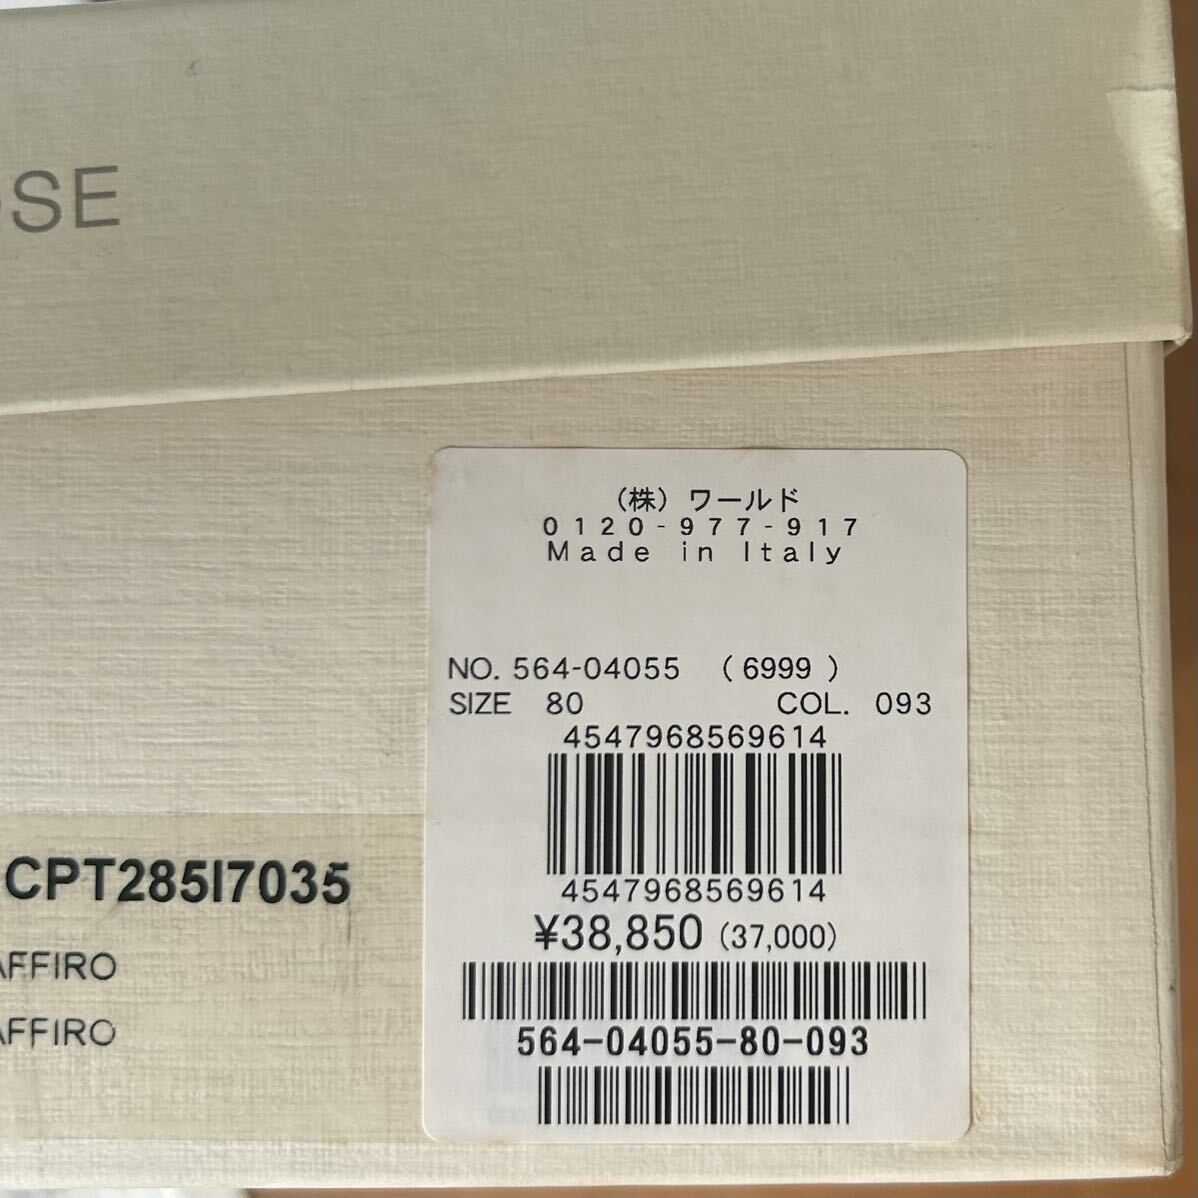 OSE
（株）ワールド
0120-977-917
Made in Italy
NO. 564-04055 (6999)
SIZE 80 COL. 093
4547968569614
4547968569614
¥38,850 (37,000)
564-04055-80-093
CPT285I7035
AFFIRO
AFFIRO